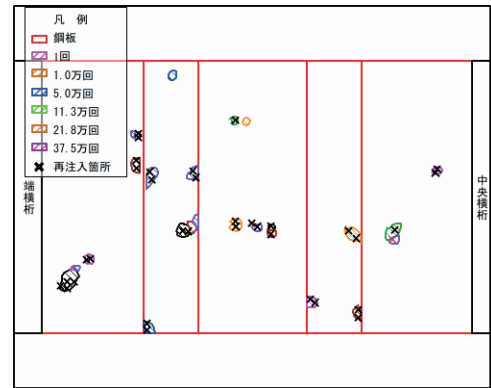 凡 例
鋼板
1回
1.0万回
5.0万回
11.3万回
21.8万回
37.5万回
再注入箇所
端横桁
中央横桁